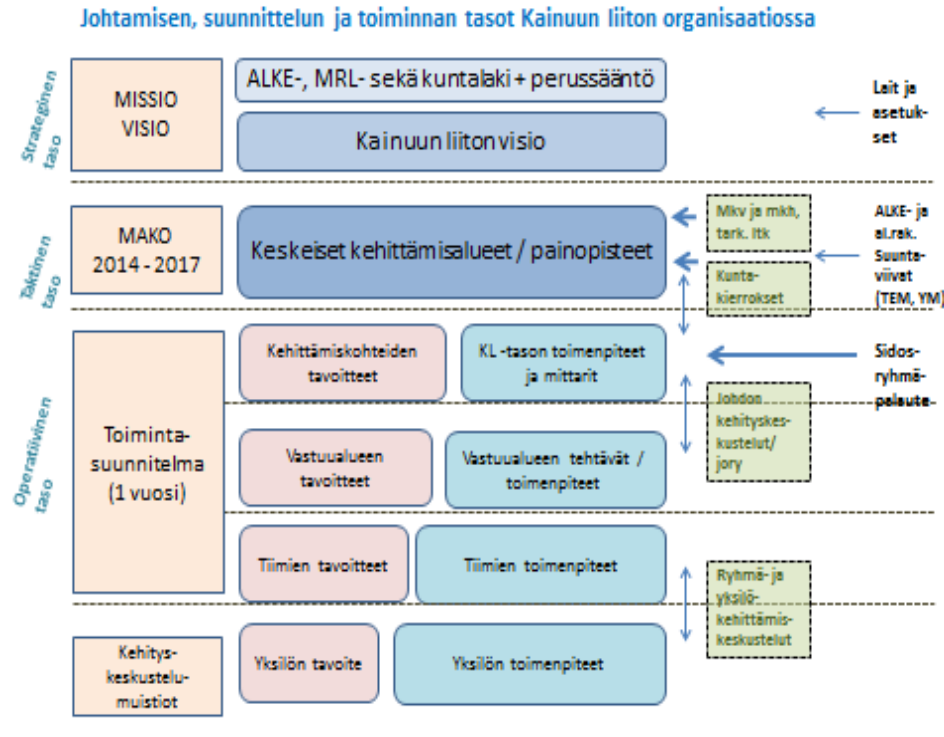 Johtamisen, suunnittelun ja toiminnan tasot Kainuun liiton organisaatiossa
Strateginen
taso
MISSIO
VISIO
ALKE-, MRL- sekä kuntalaki + perussääntö
Kainuun liiton visio
Lait ja
asetuk-
set
Taktinen
taso
MAKO
2014 - 2017
Keskeiset kehittämisalueet / painopisteet
Mkv ja mkh,
tark. ltk
Kunta-
kierrokset
ALKE- ja
al.rak.
Suunta-
viivat
(TEM, YM)
Operatiivinen
taso
Toiminta-
suunnitelma
(1 vuosi)
Kehittämiskohteiden
tavoitteet
KL -tason toimenpiteet
ja mittarit
Sidos-
ryhmä-
palaute
Vastuualueen
tavoitteet
Vastuualueen tehtävät /
toimenpiteet
Johdon
kehityskes-
kustelut/
jory
Tiimien tavoitteet
Tiimien toimenpiteet
Ryhmä- ja
yksilö-
kehittämis-
keskustelut
Kehitys-
keskustelu-
muistiot
Yksilön tavoite
Yksilön toimenpiteet